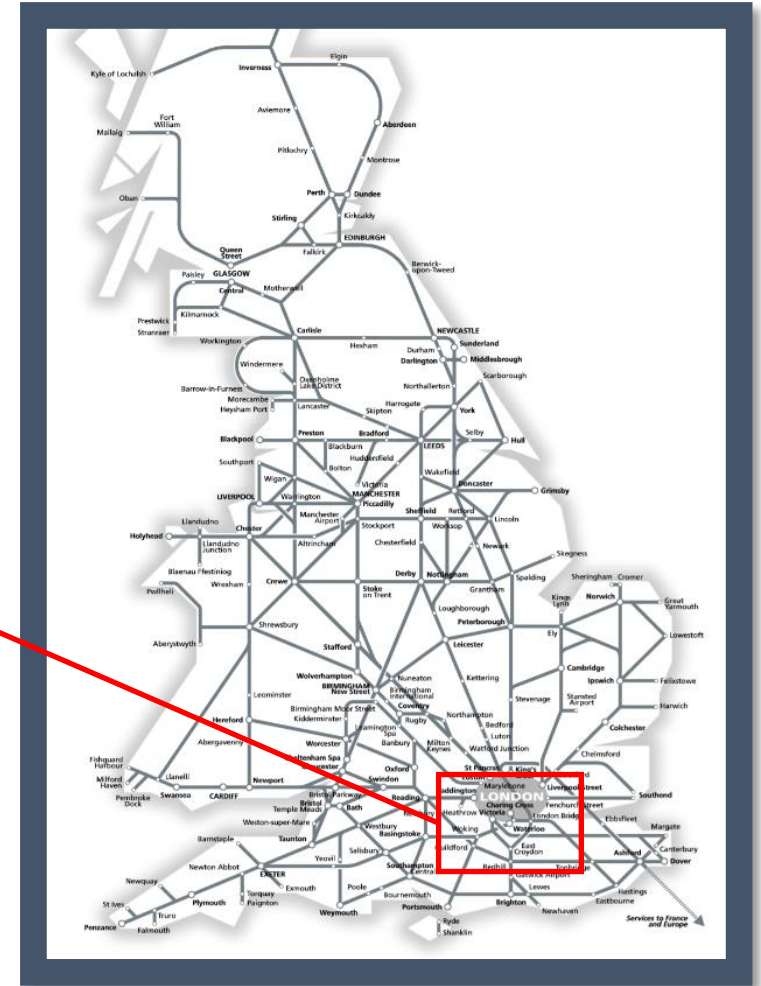 Elgin
Inverness
Kyle of Lochalsh
Aviemore
Fort
William
Mallaig
Aberdeen
Pitlochry
Montrose
Perth
Dundee
Oban
Kirkcaldy
Stirling
EDINBURGH
Queen
Street
Falkirk
Berwick-
upon-Tweed
Paisley
GLASGOW
Central
Motherwell
Kilmarnock
Prestwick
Stranraer
Carlisle
NEWCASTLE
Workington
Hexham
Sunderland
Durham
Darlington
Middlesbrough
Windermere
Scarborough
Oxenholme
Lake District
Northallerton
Barrow-in-Furness
Morecambe
Heysham Port
Lancaster
Harrogate
York
Skipton
Preston
Bradford
Selby
Blackpool
Blackburn
LEEDS
Hull
Huddersfield
Southport
Bolton
Wakefield
Wigan
Victoria
Doncaster
LIVERPOOL
Warrington
MANCHESTER
Piccadilly
Grimsby
Manchester
Airport
Sheffield
Retford
Llandudno
Stockport
Worksop
Lincoln
Holyhead
Chester
Llandudno
Junction
Altrincham
Chesterfield
Newark
Skegness
Blaenau Ffestiniog
Wrexham
Crewe
Stoke
on Trent
Derby
Nottingham
Spalding
Sheringham
Cromer
Pwllheli
Grantham
Kings
Lynn
Norwich
Great
Yarmouth
Loughborough
Shrewsbury
Peterborough
Aberystwyth
Stafford
Leicester
Ely
Lowestoft
Wolverhampton
BIRMINGHAM
New Street
Nuneaton
Kettering
Cambridge
Birmingham
International
Ipswich
Felixstowe
Leominster
Birmingham Moor Street
Coventry
Stevenage
Stansted
Airport
Kidderminster
Rugby
Northampton
Harwich
Hereford
Leamington
Spa
Bedford
Colchester
Abergavenny
Worcester
Banbury
Milton
Keynes
Luton
Watford Junction
Chelmsford
Fishguard
Harbour
Cheltenham Spa
Gloucester
Oxford
St Pancras
King's
Milford
Haven
Llanelli
Newport
Swindon
Euston
Marylebone
Paddington
LONDON
Liverpool Street
Pembroke
Dock
Swansea
CARDIFF
Bristol Parkway
Reading
Charing Cross
Fenchurch Street
Southend
Bristol
Temple Meads
Bath
Heathrow
Victoria
London Bridge
Ebbsfleet
Weston-super-Mare
Westbury
Waterloo
Margate
Barnstaple
Taunton
Basingstoke
Woking
Canterbury
Yeovil
Salisbury
Guildford
East
Croydon
Ashford
Dover
Newton Abbot
EXETER
Southampton
Central
Redhill
Tonbridge
Gatwick Airport
Newquay
Exmouth
Poole
Lewes
Hastings
Torquay
Paignton
Bournemouth
Eastbourne
St Ives
Plymouth
Weymouth
Portsmouth
Brighton
Newhaven
Truro
Penzance
Falmouth
Ryde
Shanklin
Services to France
and Europe